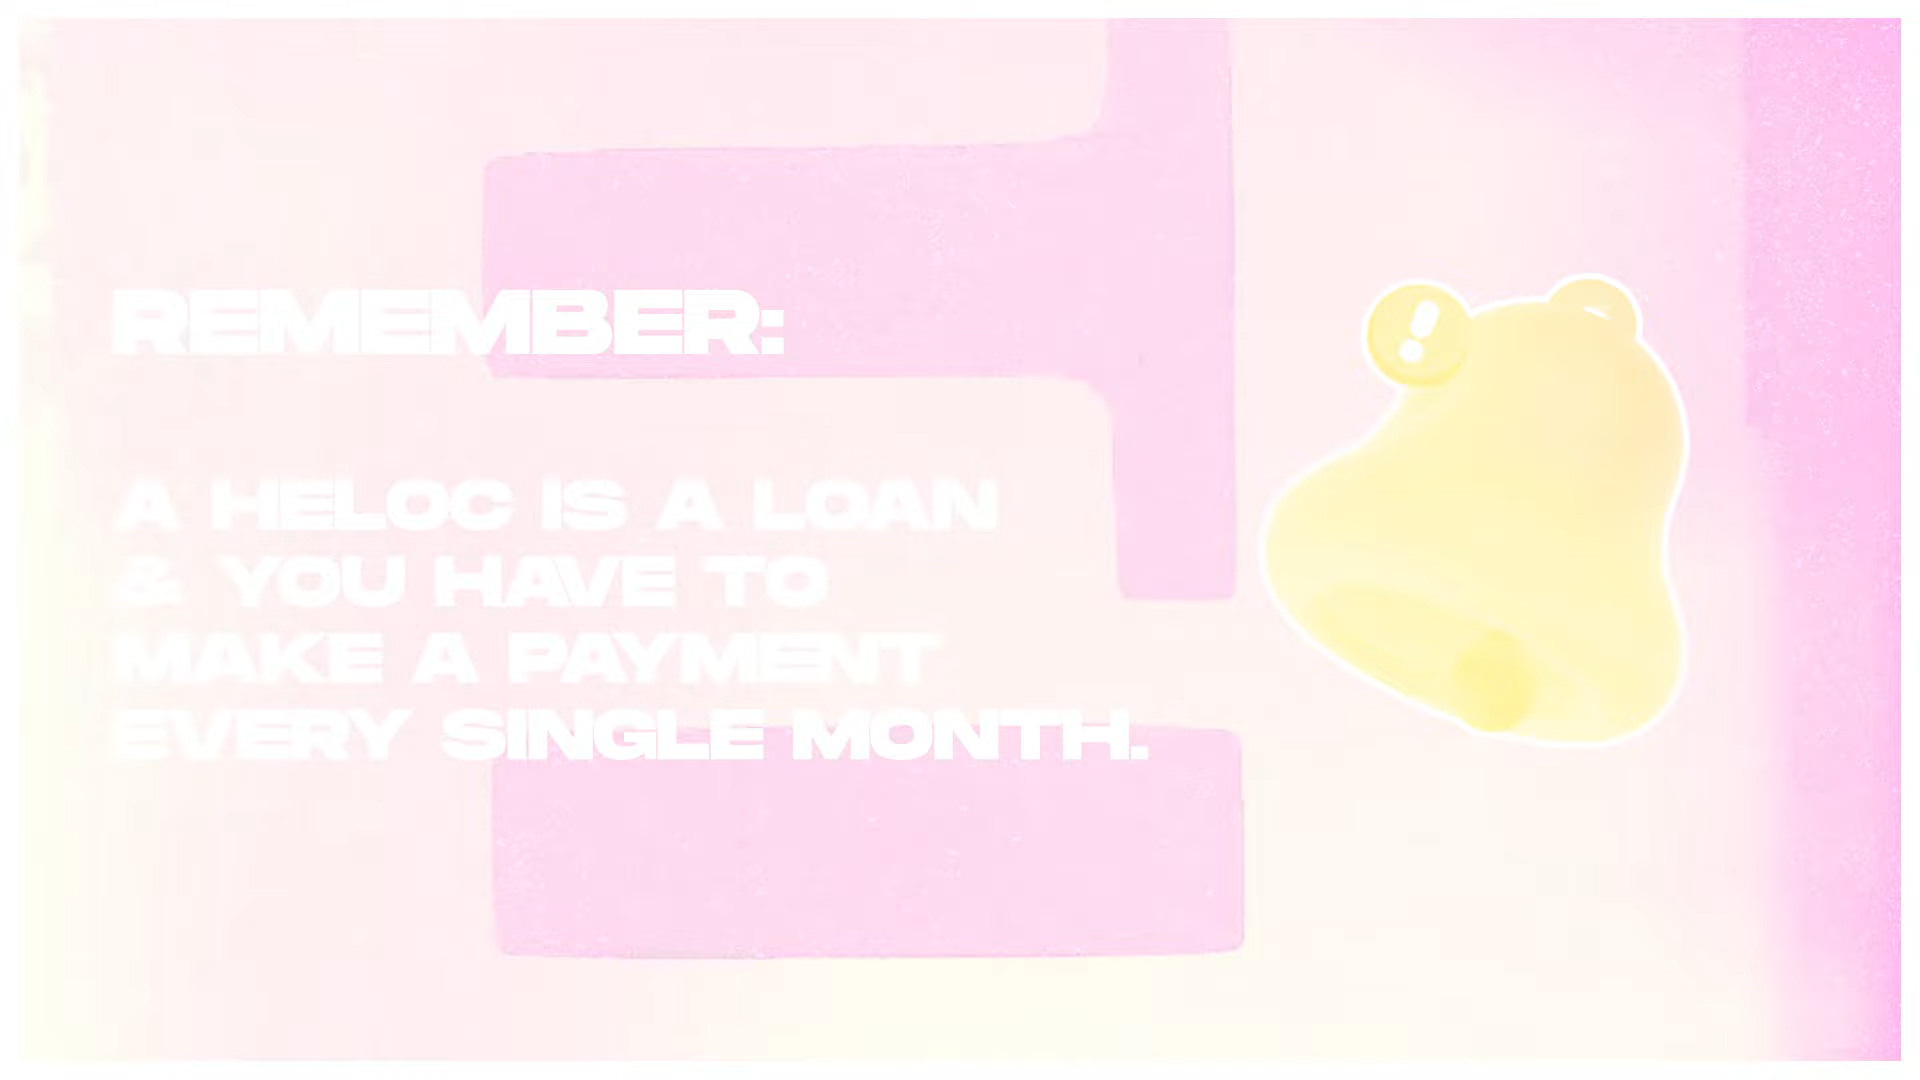 REMEMBER:
A HELOC IS A LOAN
& YOU HAVE TO
MAKE A PAYMENT
EVERY SINGLE MONTH.